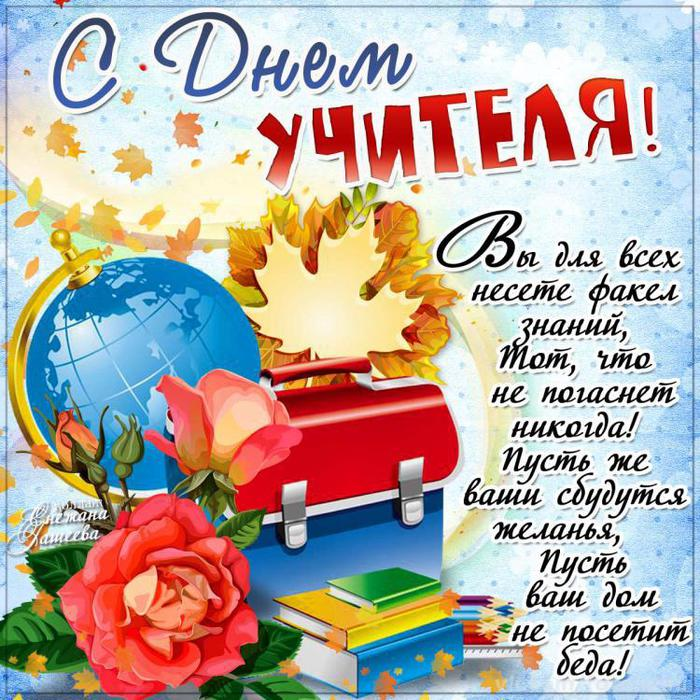 С Днем
УЧИТЕЛЯ!
Вы для всех
несете факел
знаний,
Тот, что
не погаснет
никогда!
Пусть же
ваши сбудутся
желанья,
Пусть
ваш дом
не посетит
беда!
Снежана